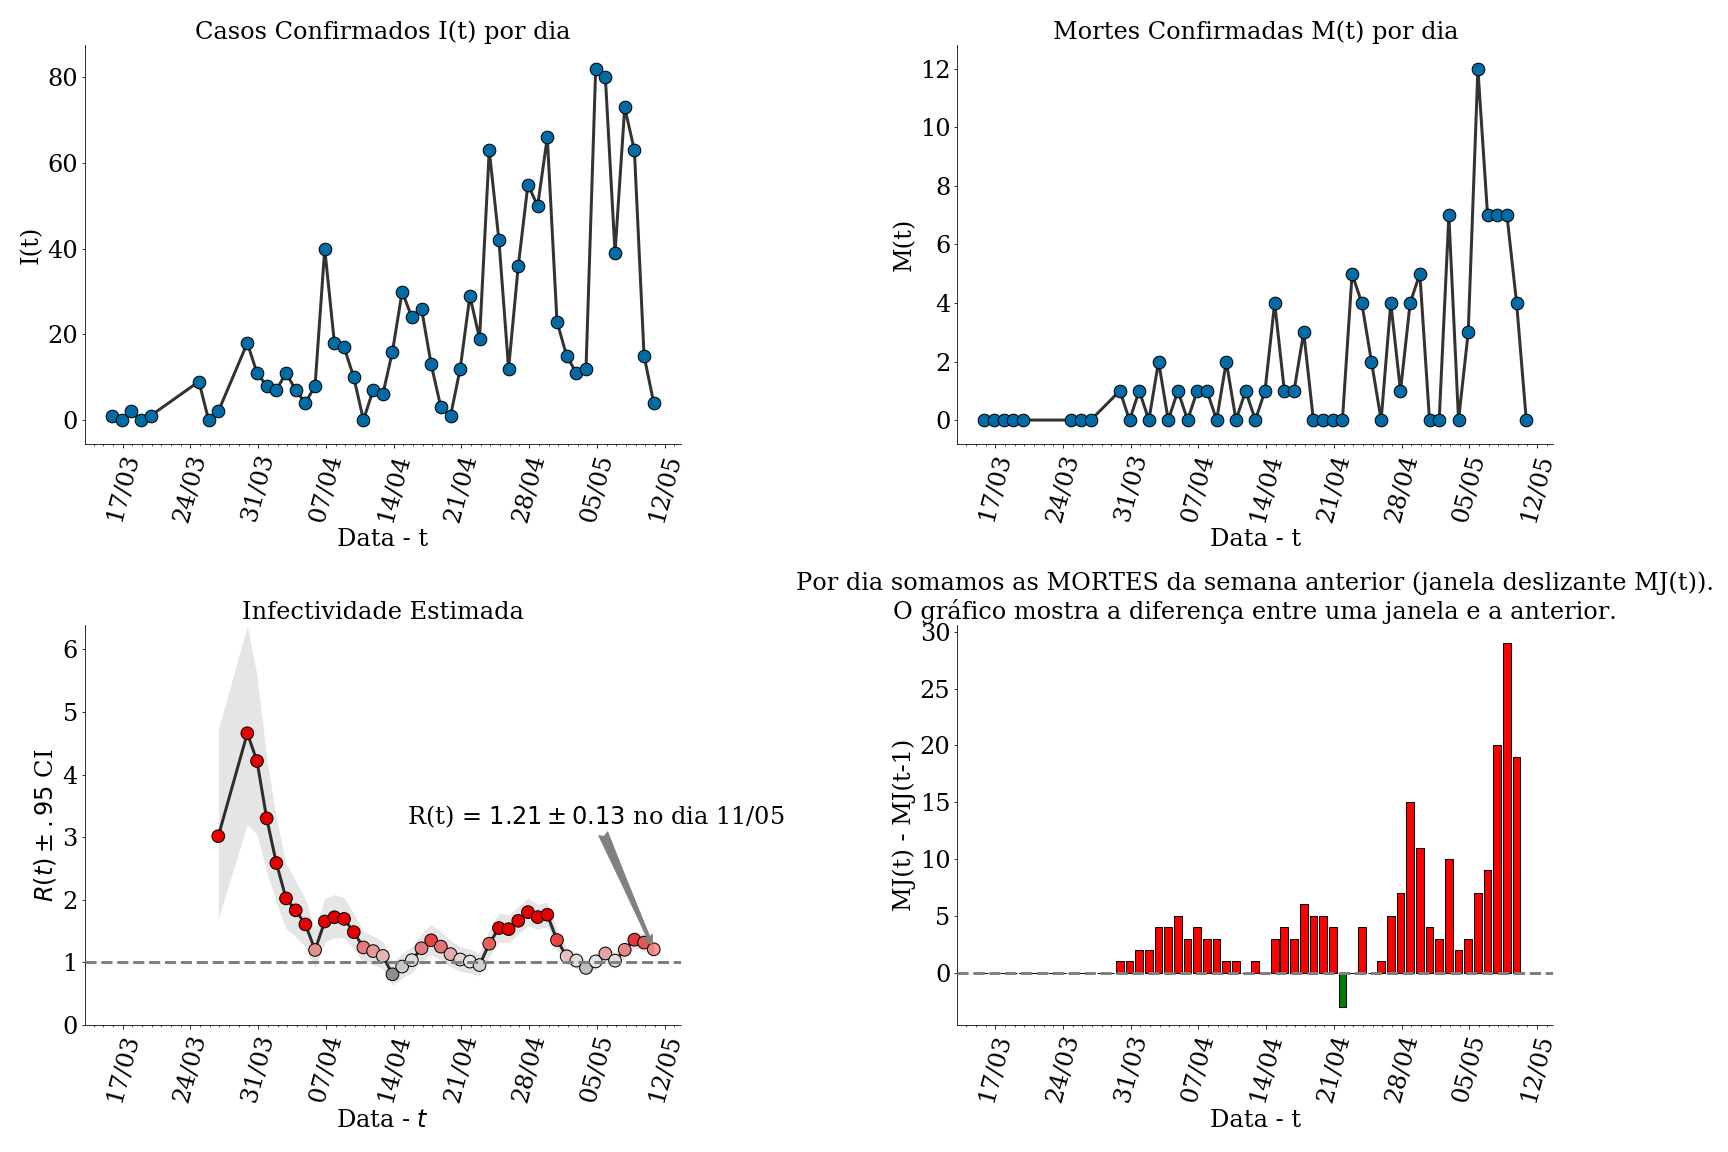 Casos Confirmados I(t) por dia
I(t)
80
60
40
20
0
17/03 24/03 31/03 07/04 14/04 21/04 28/04 05/05 12/05
Data - t
Mortes Confirmadas M(t) por dia
M(t)
12
10
8
6
4
2
0
17/03 24/03 31/03 07/04 14/04 21/04 28/04 05/05 12/05
Data - t
Infectividade Estimada
R(t) ± .95 CI
6
5
4
3
2
1
0
R(t) = 1.21 ± 0.13 no dia 11/05
17/03 24/03 31/03 07/04 14/04 21/04 28/04 05/05 12/05
Data - t
Por dia somamos as MORTES da semana anterior (janela deslizante MJ(t)).
O gráfico mostra a diferença entre uma janela e a anterior.
MJ(t) - MJ(t-1)
30
25
20
15
10
5
0
17/03 24/03 31/03 07/04 14/04 21/04 28/04 05/05 12/05
Data - t